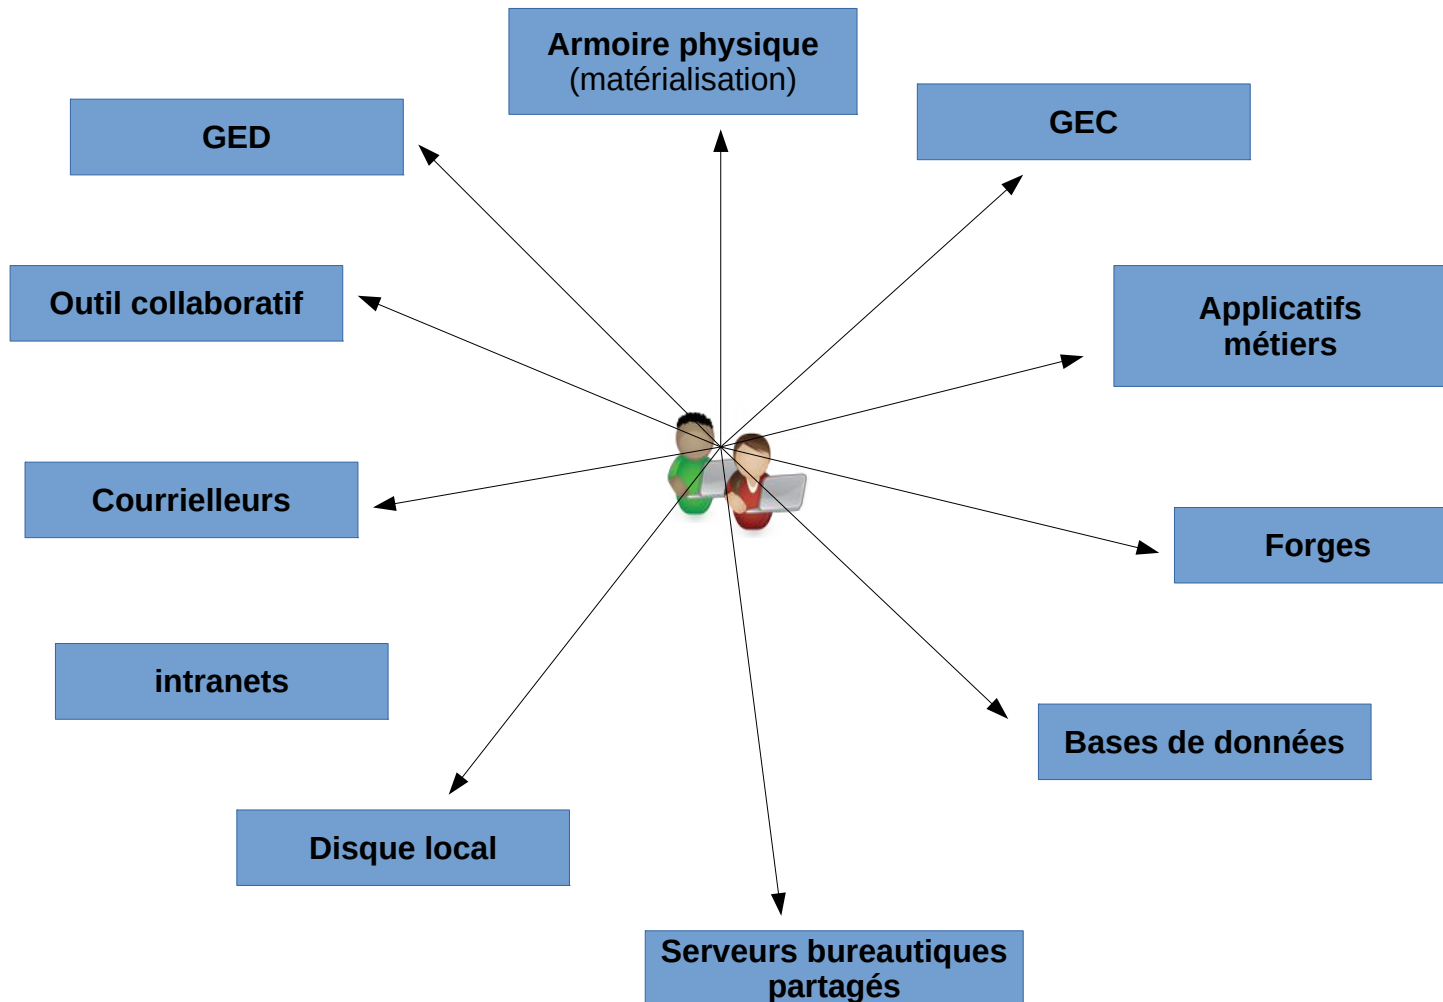 Armoire physique
(matérialisation)
GEC
GED
Outil collaboratif
Applicatifs
métiers
Courrielleurs
Forges
intranets
Bases de données
Disque local
Serveurs bureautiques
partagés